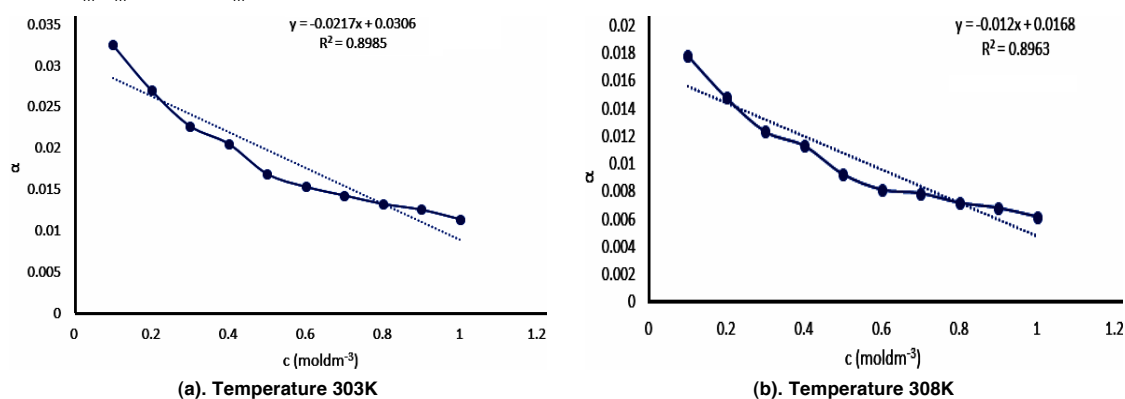 y = -0.0217x + 0.0306
R² = 0.8985
0.035
0.03
0.025
0.02
0.015
0.01
0.005
0
α
0 0.2 0.4 0.6 0.8 1 1.2
c (moldm⁻³)
(a). Temperature 303K
y = -0.012x + 0.0168
R² = 0.8963
0.02
0.018
0.016
0.014
0.012
0.01
0.008
0.006
0.004
0.002
0
α
0 0.2 0.4 0.6 0.8 1 1.2
c (moldm⁻³)
(b). Temperature 308K